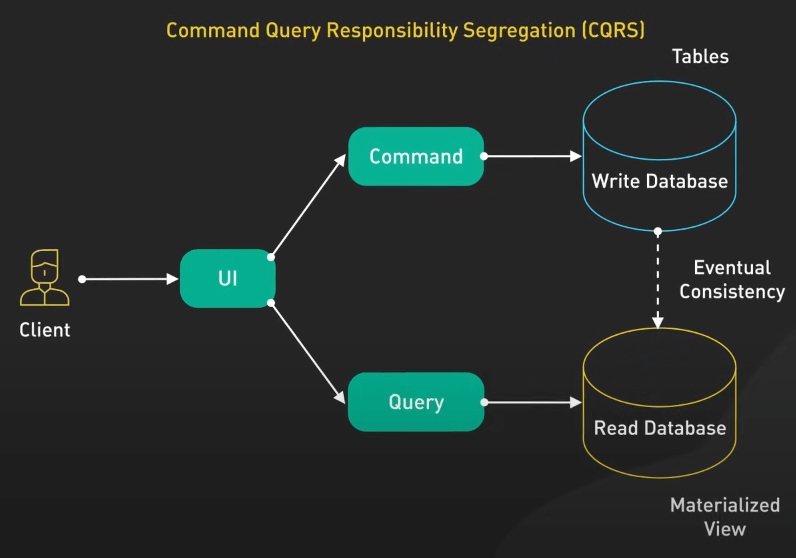 Command Query Responsibility Segregation (CQRS)
Tables
Command
Write Database
UI
Client
Eventual
Consistency
Query
Read Database
Materialized
View